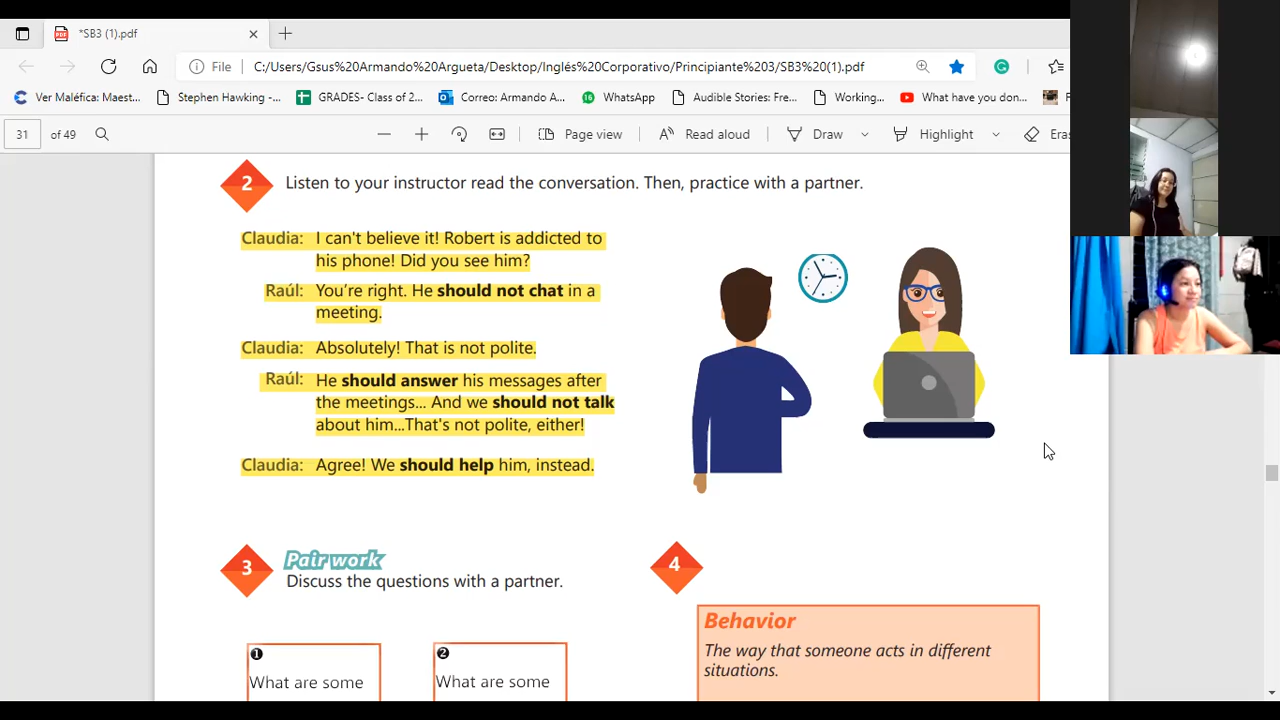 *SB3 (1).pdf
File
C:/Users/Gsus%20Armando%20Argueta/Desktop/Inglés%20Corporativo/Principiante%203/SB3%20(1).pdf
Ver Maléfica: Maest...
Stephen Hawking -...
GRADES- Class of 2...
Correo: Armando A...
16
WhatsApp
Audible Stories: Fre...
Working...
What have you don...
31
of 49
Page view
Read aloud
Draw
Highlight
Eras
2
Listen to your instructor read the conversation. Then, practice with a partner.
Claudia: I can't believe it! Robert is addicted to
his phone! Did you see him?
Raúl: You're right. He should not chat in a
meeting.
Claudia: Absolutely! That is not polite.
Raúl: He should answer his messages after
the meetings... And we should not talk
about him...That's not polite, either!
Claudia: Agree! We should help him, instead.
3
Pair work
Discuss the questions with a partner.
❶
What are some
❷
What are some
4
Behavior
The way that someone acts in different
situations.